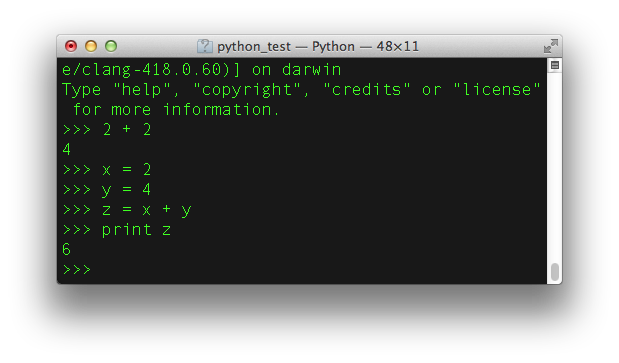 python_test — Python — 48×11
e/clang-418.0.60)] on darwin
Type "help", "copyright", "credits" or "license"
 for more information.
>>> 2 + 2
4
>>> x = 2
>>> y = 4
>>> z = x + y
>>> print z
6
>>>